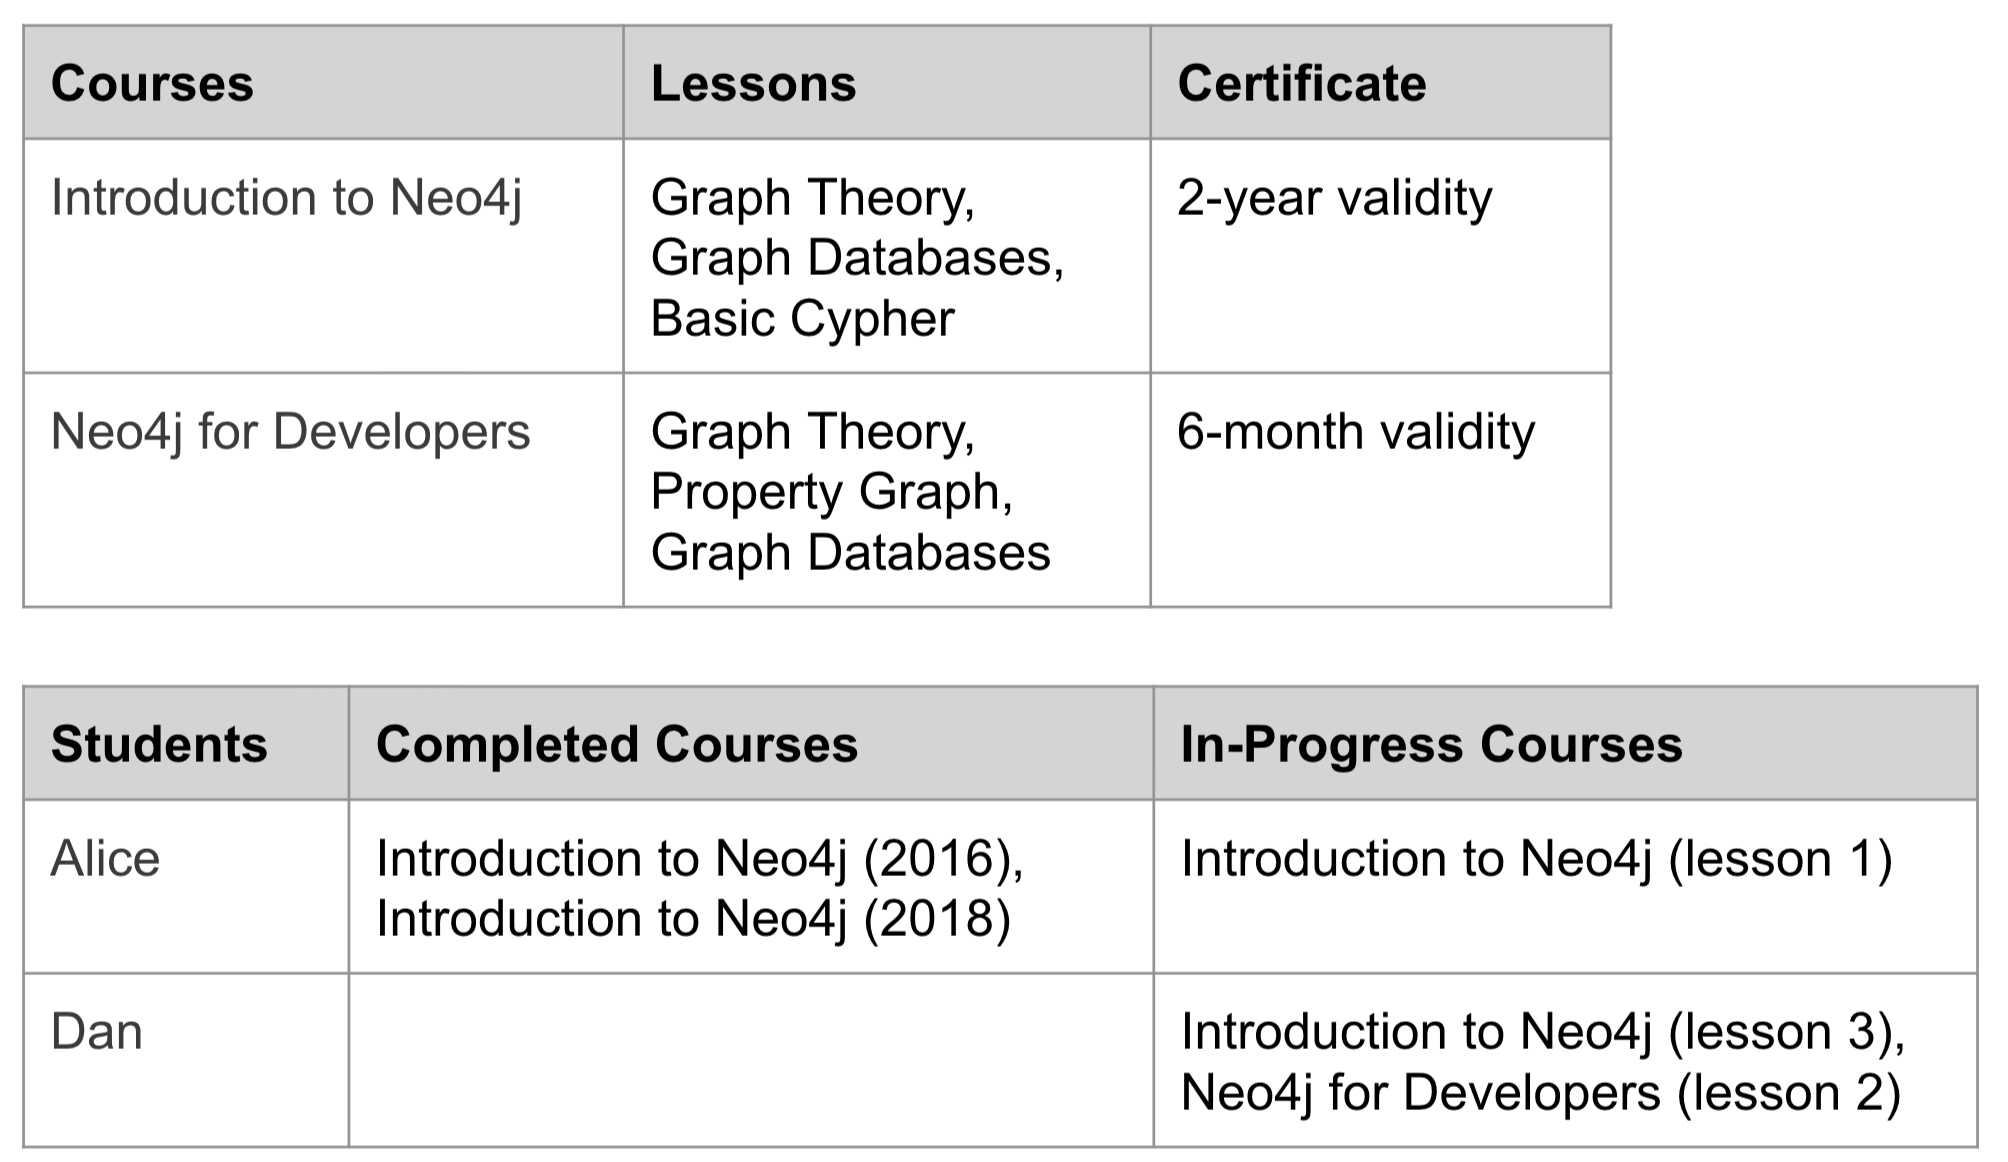 Courses Lessons Certificate
Introduction to Neo4j Graph Theory, 2-year validity
Graph Databases,
Basic Cypher
Neo4j for Developers Graph Theory, 6-month validity
Property Graph,
Graph Databases
Students Completed Courses In-Progress Courses
Alice Introduction to Neo4j (2016), Introduction to Neo4j (lesson 1)
Introduction to Neo4j (2018)
Dan Introduction to Neo4j (lesson 3),
Neo4j for Developers (lesson 2)